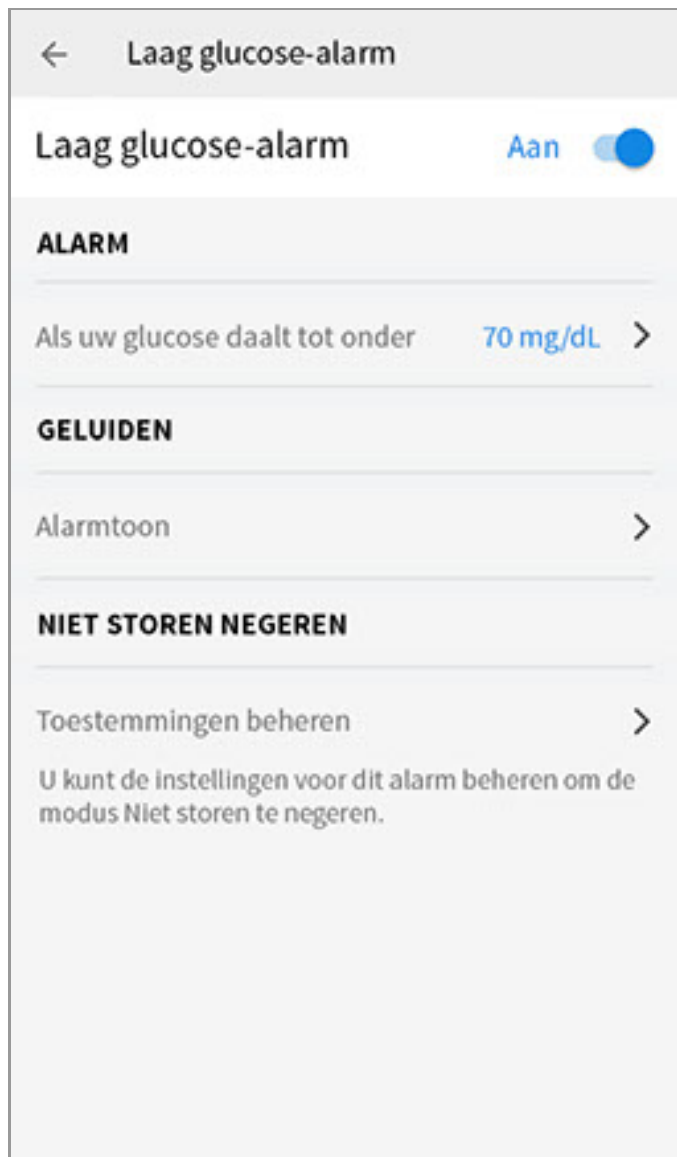 Laag glucose-alarm
Laag glucose-alarm Aan
ALARM
Als uw glucose daalt tot onder 70 mg/dL
GELUIDEN
Alarmtoon
NIET STOREN NEGEREN
Toestemmingen beheren
U kunt de instellingen voor dit alarm beheren om de
modus Niet storen te negeren.